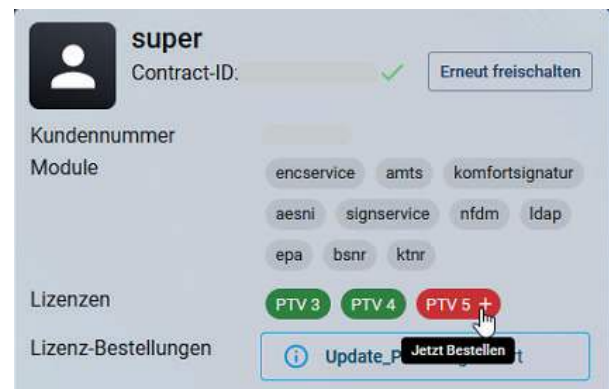 super
Contract-ID:
Erneut freischalten
Kundennummer
Module
encservice amts komfortsignatur
aesni signservice nfdm ldap
epa bsnr ktnr
Lizenzen
PTV 3 PTV 4 PTV 5 +
Lizenz-Bestellungen
Jetzt Bestellen